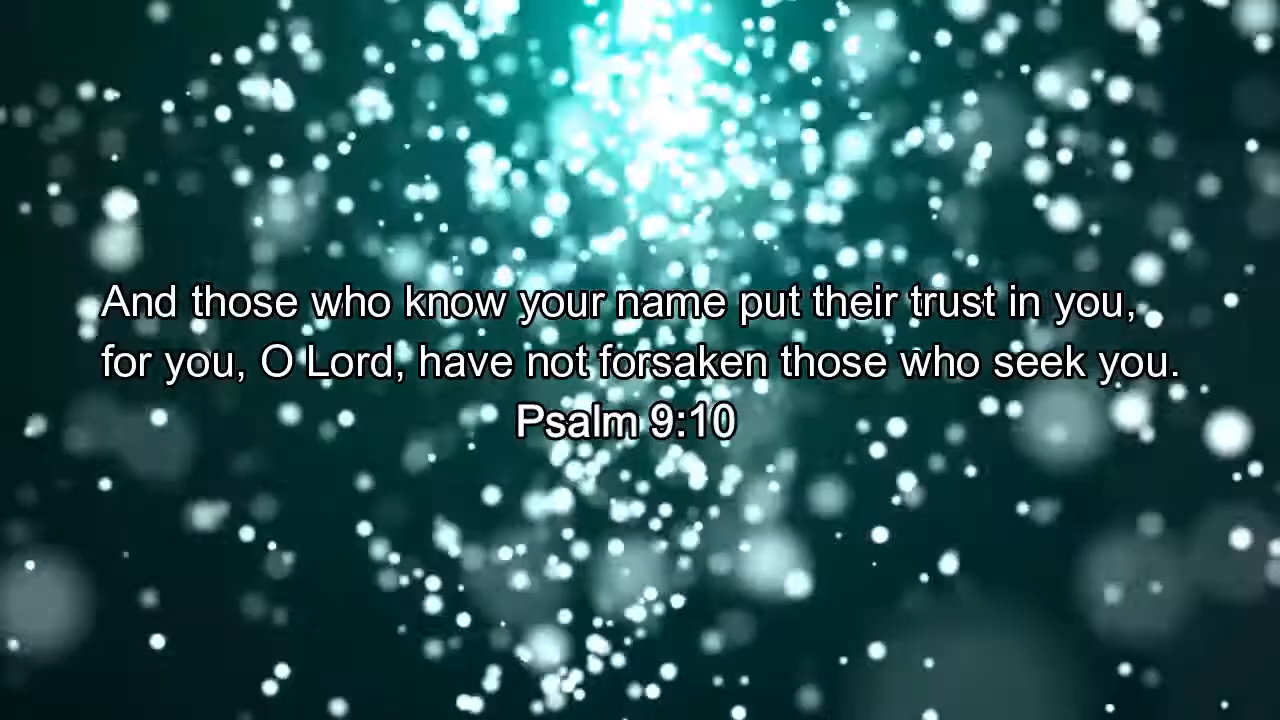 And those who know your name put their trust in you,
for you, O Lord, have not forsaken those who seek you.
Psalm 9:10